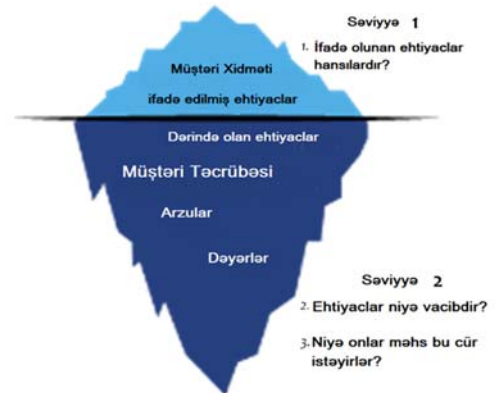 Səviyyə 1
1. İfadə olunan ehtiyaclar
hansılardır?
Müştəri Xidməti
ifadə edilmiş ehtiyaclar
Dərində olan ehtiyaclar
Müştəri Təcrübəsi
Arzular
Dəyərlər
Səviyyə 2
2. Ehtiyaclar niyə vacibdir?
3. Niyə onlar məhs bu cür
istəyirlər?